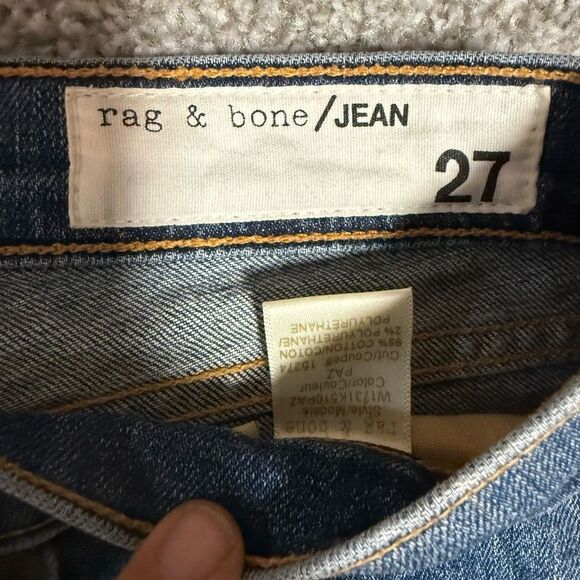 rag & bone/JEAN
27
rag & bone
Style/Modèle
W1731K510PAZ
Color/Couleur
PAZ
Cut/Coupe# 15274
98% COTTON/COTON
2% POLYURETHANE/
POLYURETHANE